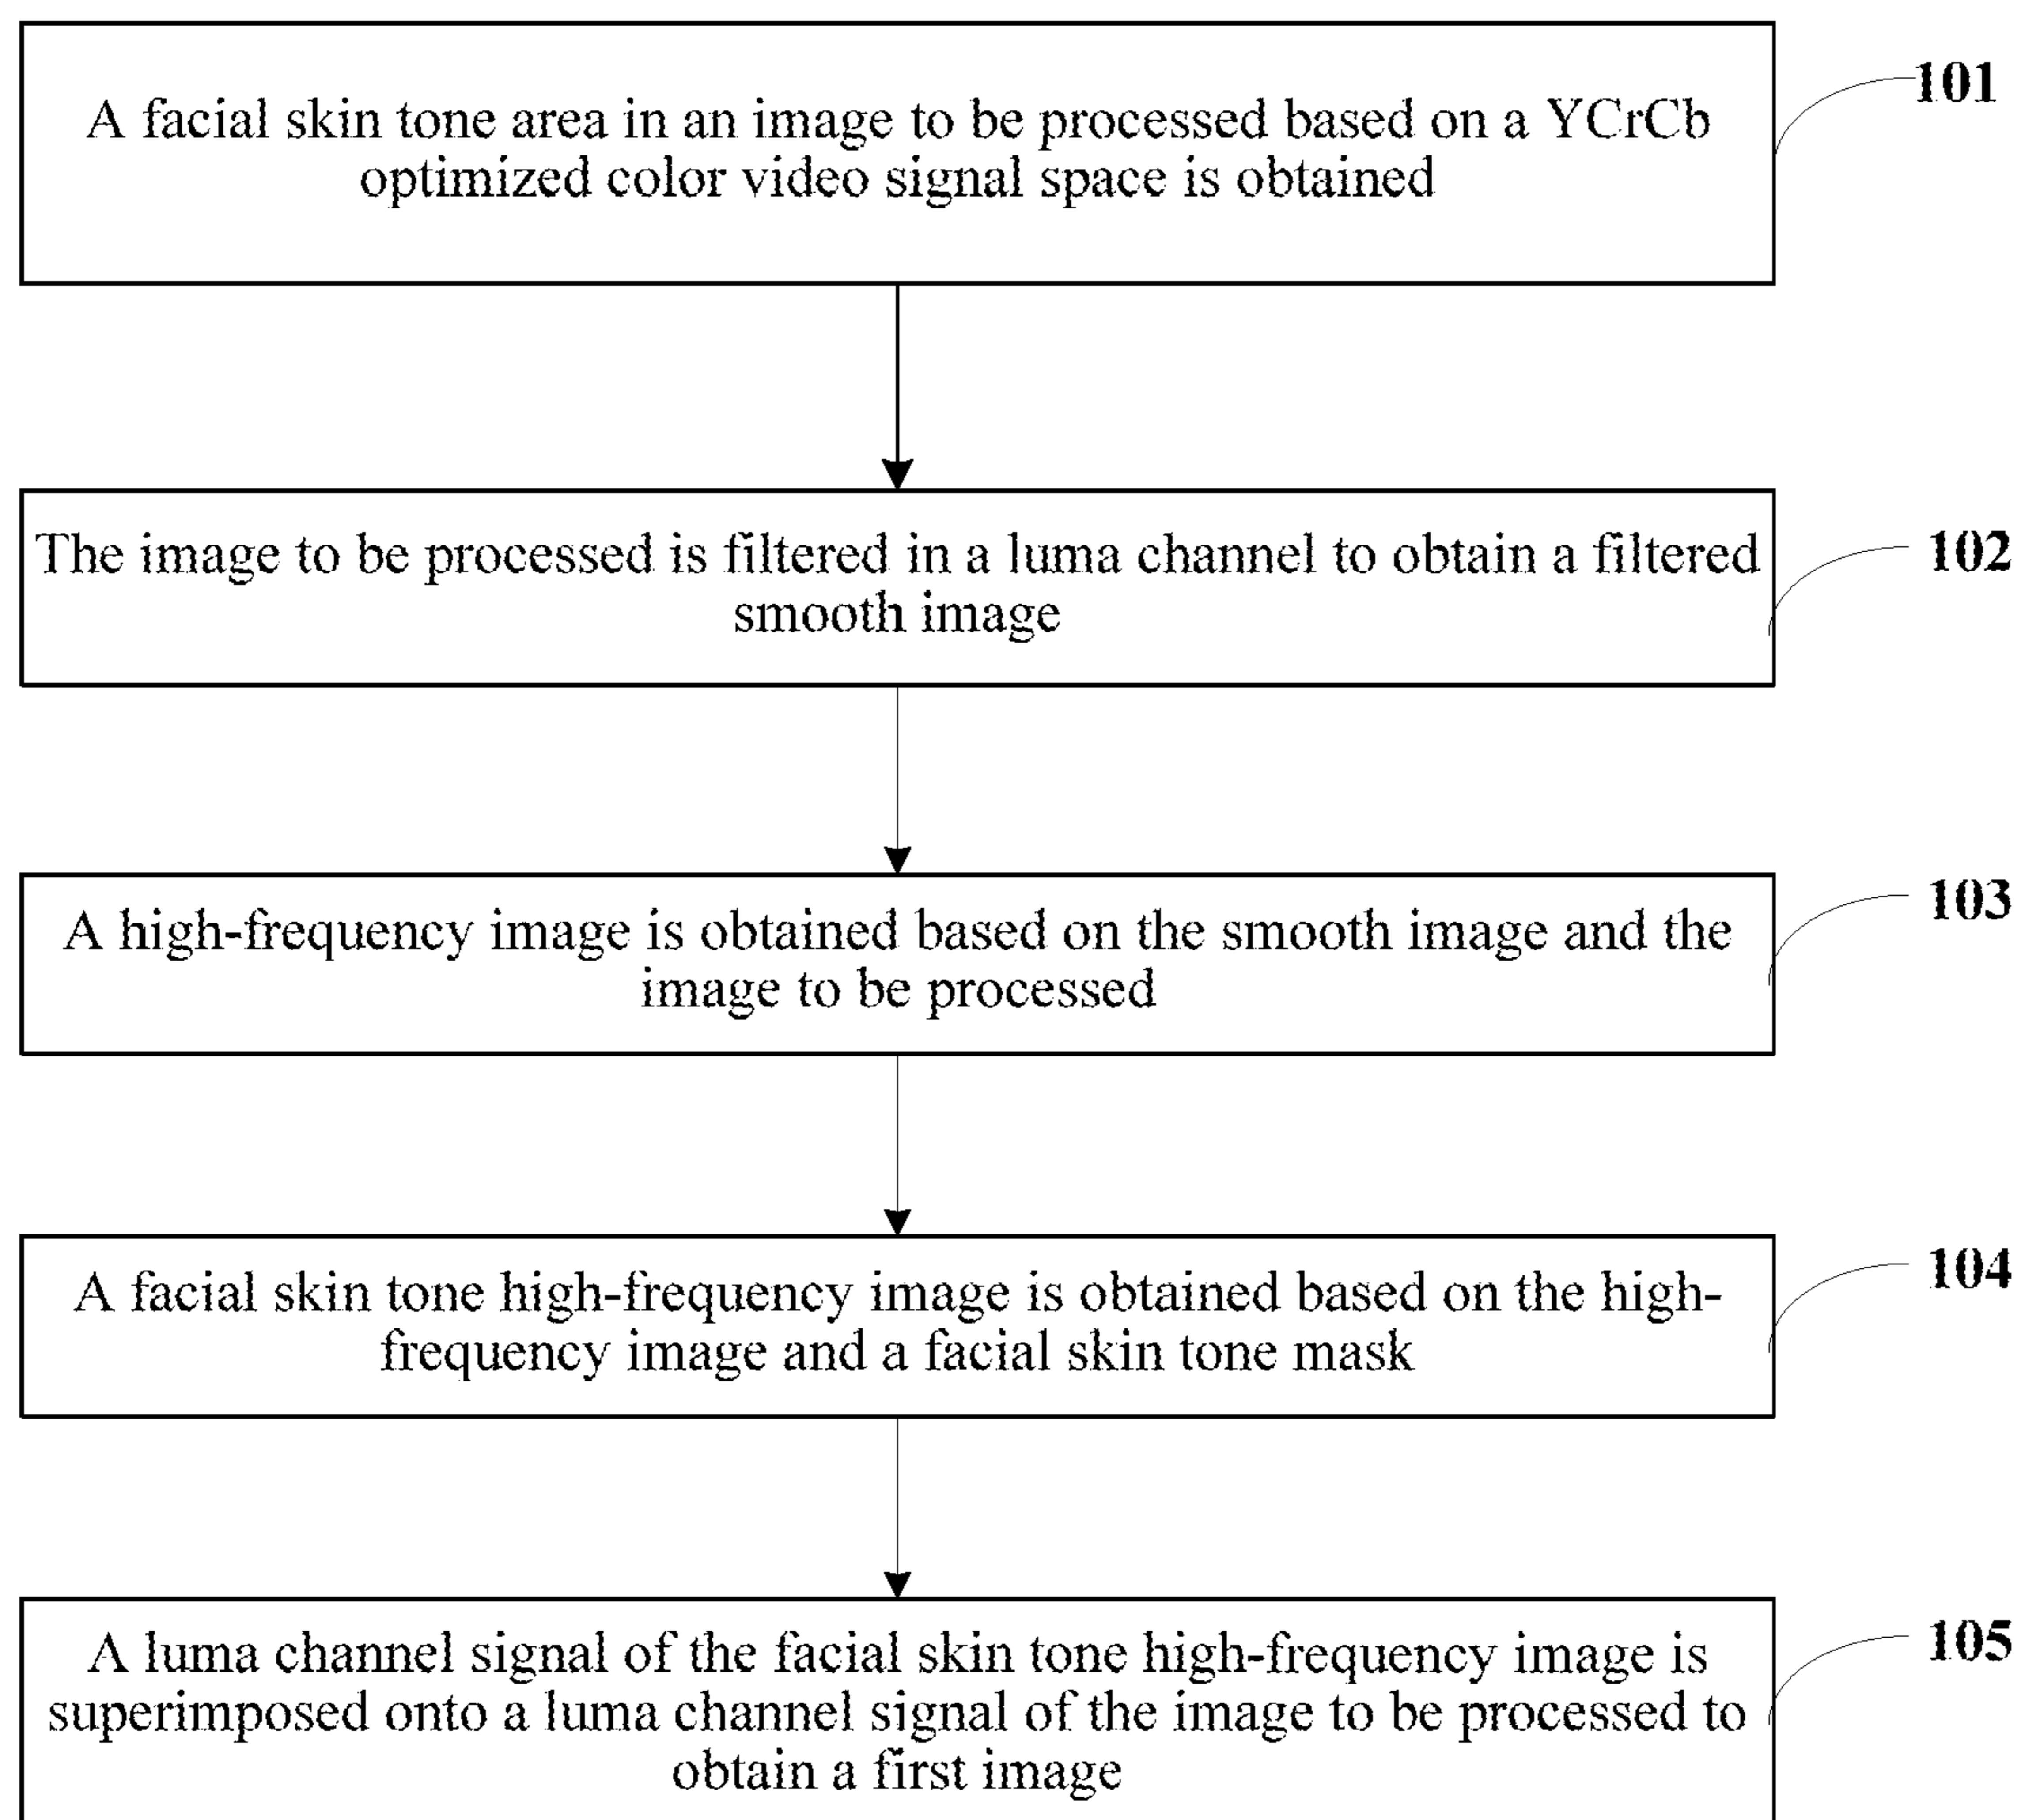 A facial skin tone area in an image to be processed based on a YCrCb
optimized color video signal space is obtained
101
The image to be processed is filtered in a luma channel to obtain a filtered
smooth image
102
A high-frequency image is obtained based on the smooth image and the
image to be processed
103
A facial skin tone high-frequency image is obtained based on the high-
frequency image and a facial skin tone mask
104
A luma channel signal of the facial skin tone high-frequency image is
superimposed onto a luma channel signal of the image to be processed to
obtain a first image
105